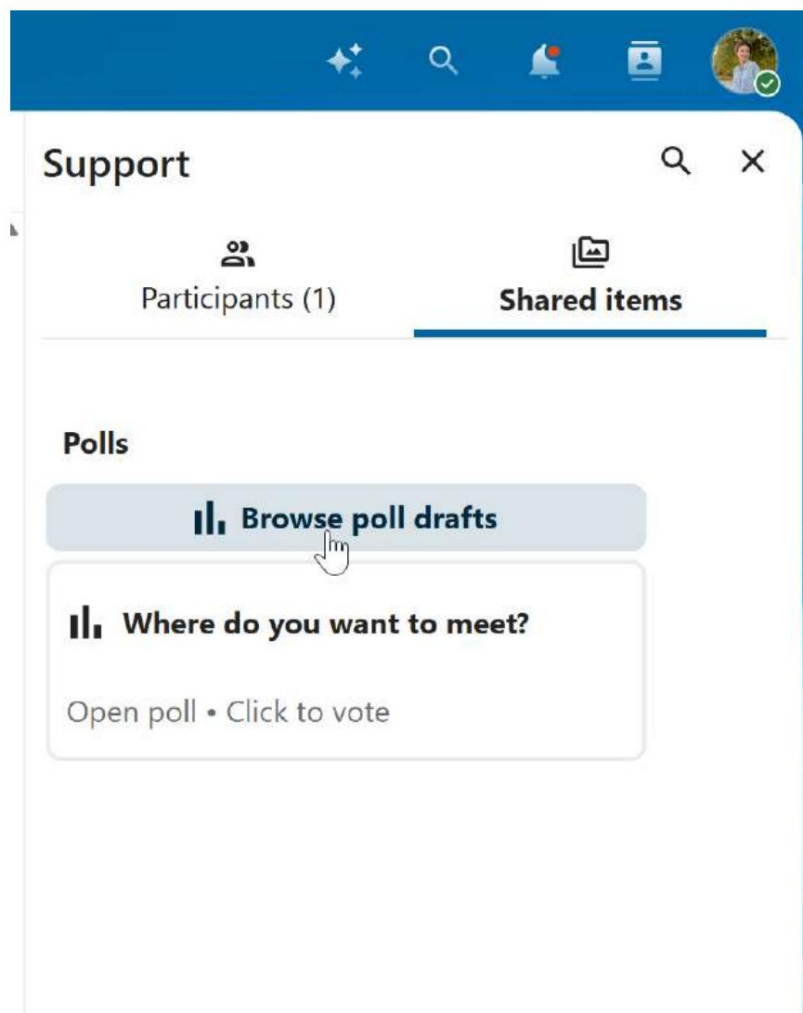 Support
Participants (1)
Shared items
Polls
Browse poll drafts
Where do you want to meet?
Open poll • Click to vote